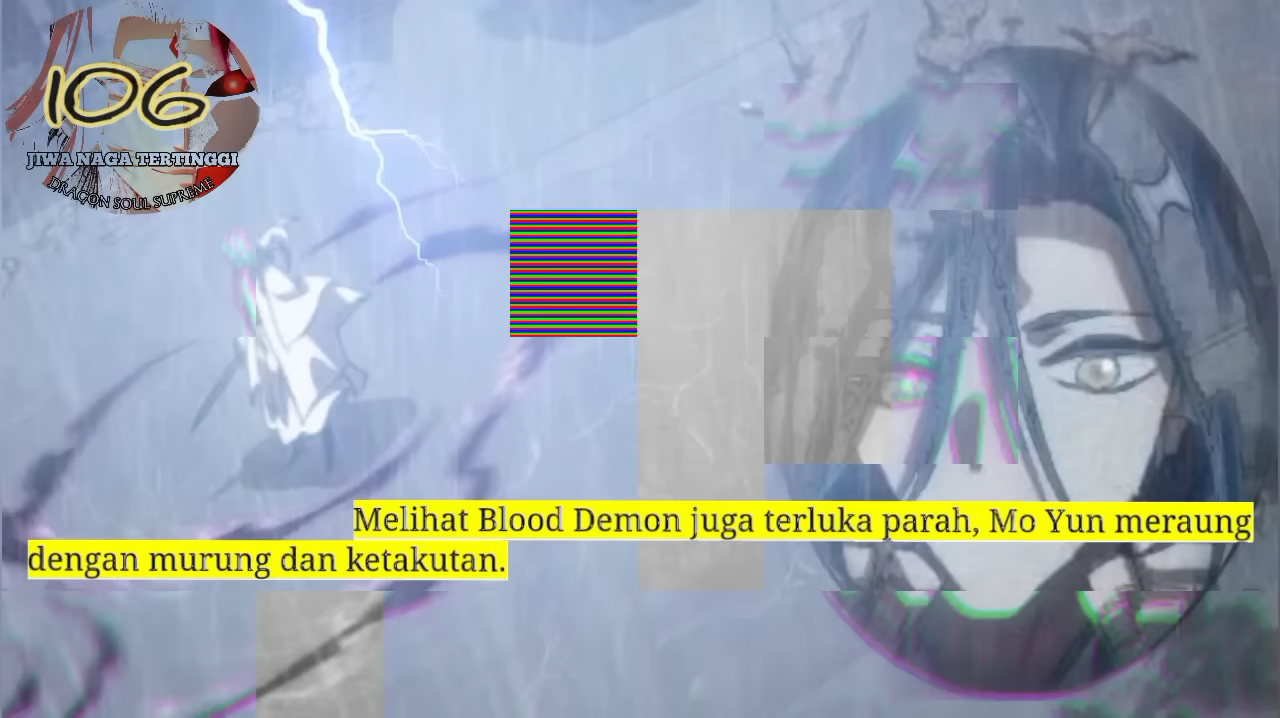 106
JIWA NAGA TERTINGGI
DRAGON SOUL SUPREME
Melihat Blood Demon juga terluka parah, Mo Yun meraung
dengan murung dan ketakutan.